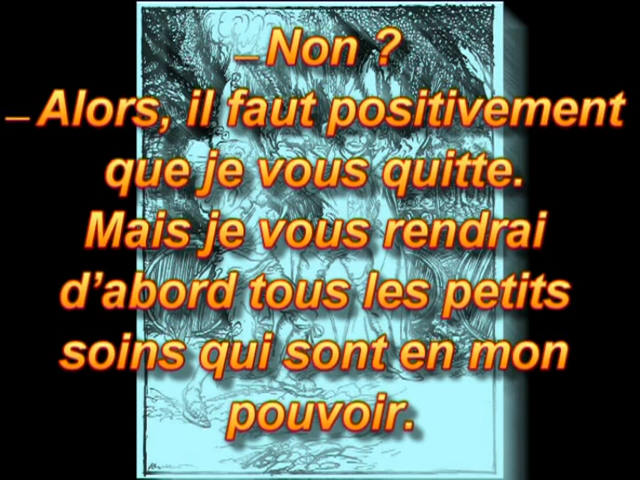 – Non ?
– Alors, il faut positivement
que je vous quitte.
Mais je vous rendrai
d’abord tous les petits
soins qui sont en mon
pouvoir.